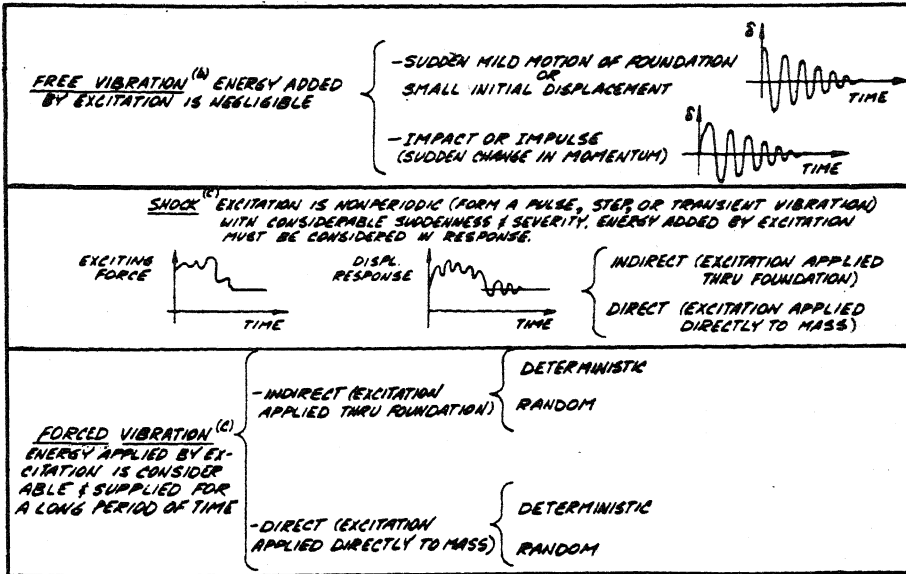 FREE VIBRATION (b) ENERGY ADDED
BY EXCITATION IS NEGLIGIBLE
-SUDDEN MILD MOTION OF FOUNDATION
OR
SMALL INITIAL DISPLACEMENT
δ
TIME
-IMPACT OR IMPULSE
(SUDDEN CHANGE IN MOMENTUM)
δ
TIME
SHOCK (c) EXCITATION IS NONPERIODIC (FORM A PULSE, STEP, OR TRANSIENT VIBRATION)
WITH CONSIDERABLE SUDDENNESS & SEVERITY. ENERGY ADDED BY EXCITATION
MUST BE CONSIDERED IN RESPONSE.
EXCITING
FORCE
TIME
DISPL.
RESPONSE
TIME
INDIRECT (EXCITATION APPLIED
THRU FOUNDATION)
DIRECT (EXCITATION APPLIED
DIRECTLY TO MASS)
FORCED VIBRATION (c)
ENERGY APPLIED BY EX-
CITATION IS CONSIDER
ABLE & SUPPLIED FOR
A LONG PERIOD OF TIME
-INDIRECT (EXCITATION
APPLIED THRU FOUNDATION)
DETERMINISTIC
RANDOM
-DIRECT (EXCITATION
APPLIED DIRECTLY TO MASS)
DETERMINISTIC
RANDOM